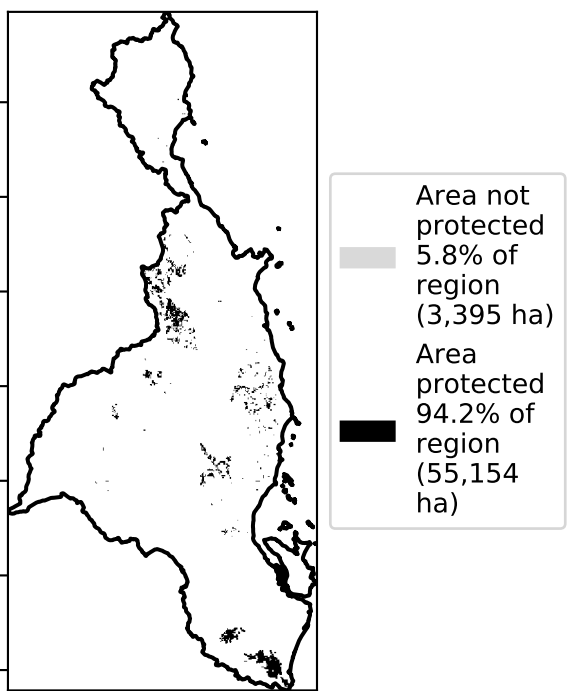 Area not
protected
5.8% of
region
(3,395 ha)
Area
protected
94.2% of
region
(55,154
ha)